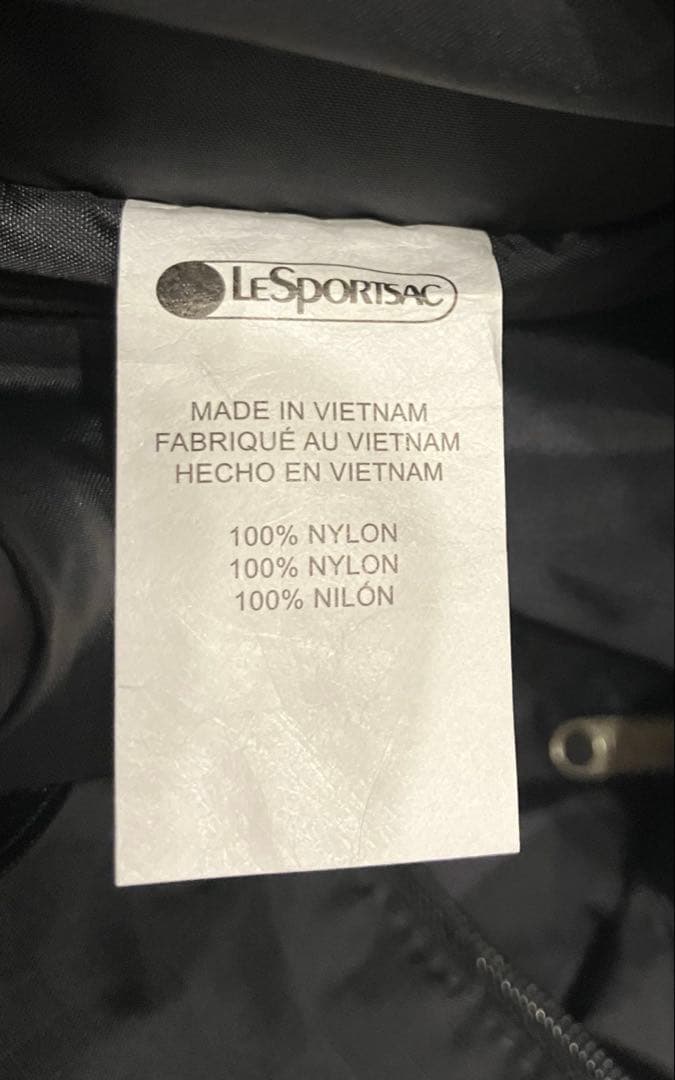 LESPORTSAC
MADE IN VIETNAM
FABRIQUÉ AU VIETNAM
HECHO EN VIETNAM
100% NYLON
100% NYLON
100% NILÓN